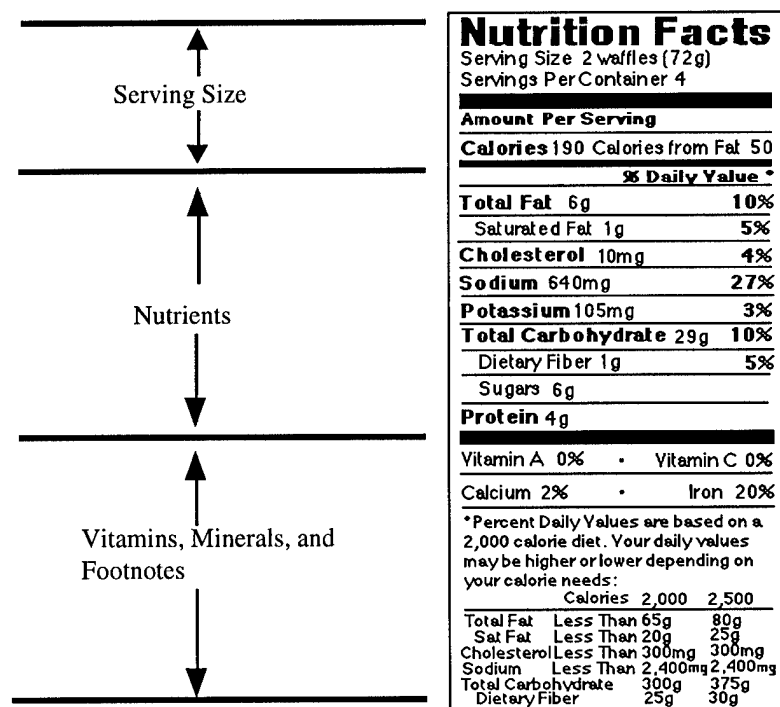 Serving Size
Nutrients
Vitamins, Minerals, and
Footnotes
Nutrition Facts
Serving Size 2 waffles (72g)
Servings Per Container 4
Amount Per Serving
Calories 190 Calories from Fat 50
% Daily Value *
Total Fat 6g 10%
Saturated Fat 1g 5%
Cholesterol 10mg 4%
Sodium 640mg 27%
Potassium 105mg 3%
Total Carbohydrate 29g 10%
Dietary Fiber 1g 5%
Sugars 6g
Protein 4g
Vitamin A 0% · Vitamin C 0%
Calcium 2% · Iron 20%
*Percent Daily Values are based on a
2,000 calorie diet. Your daily values
may be higher or lower depending on
your calorie needs:
Calories 2,000 2,500
Total Fat Less Than 65g 80g
Sat Fat Less Than 20g 25g
Cholesterol Less Than 300mg 300mg
Sodium Less Than 2,400mg 2,400mg
Total Carbohydrate 300g 375g
Dietary Fiber 25g 30g